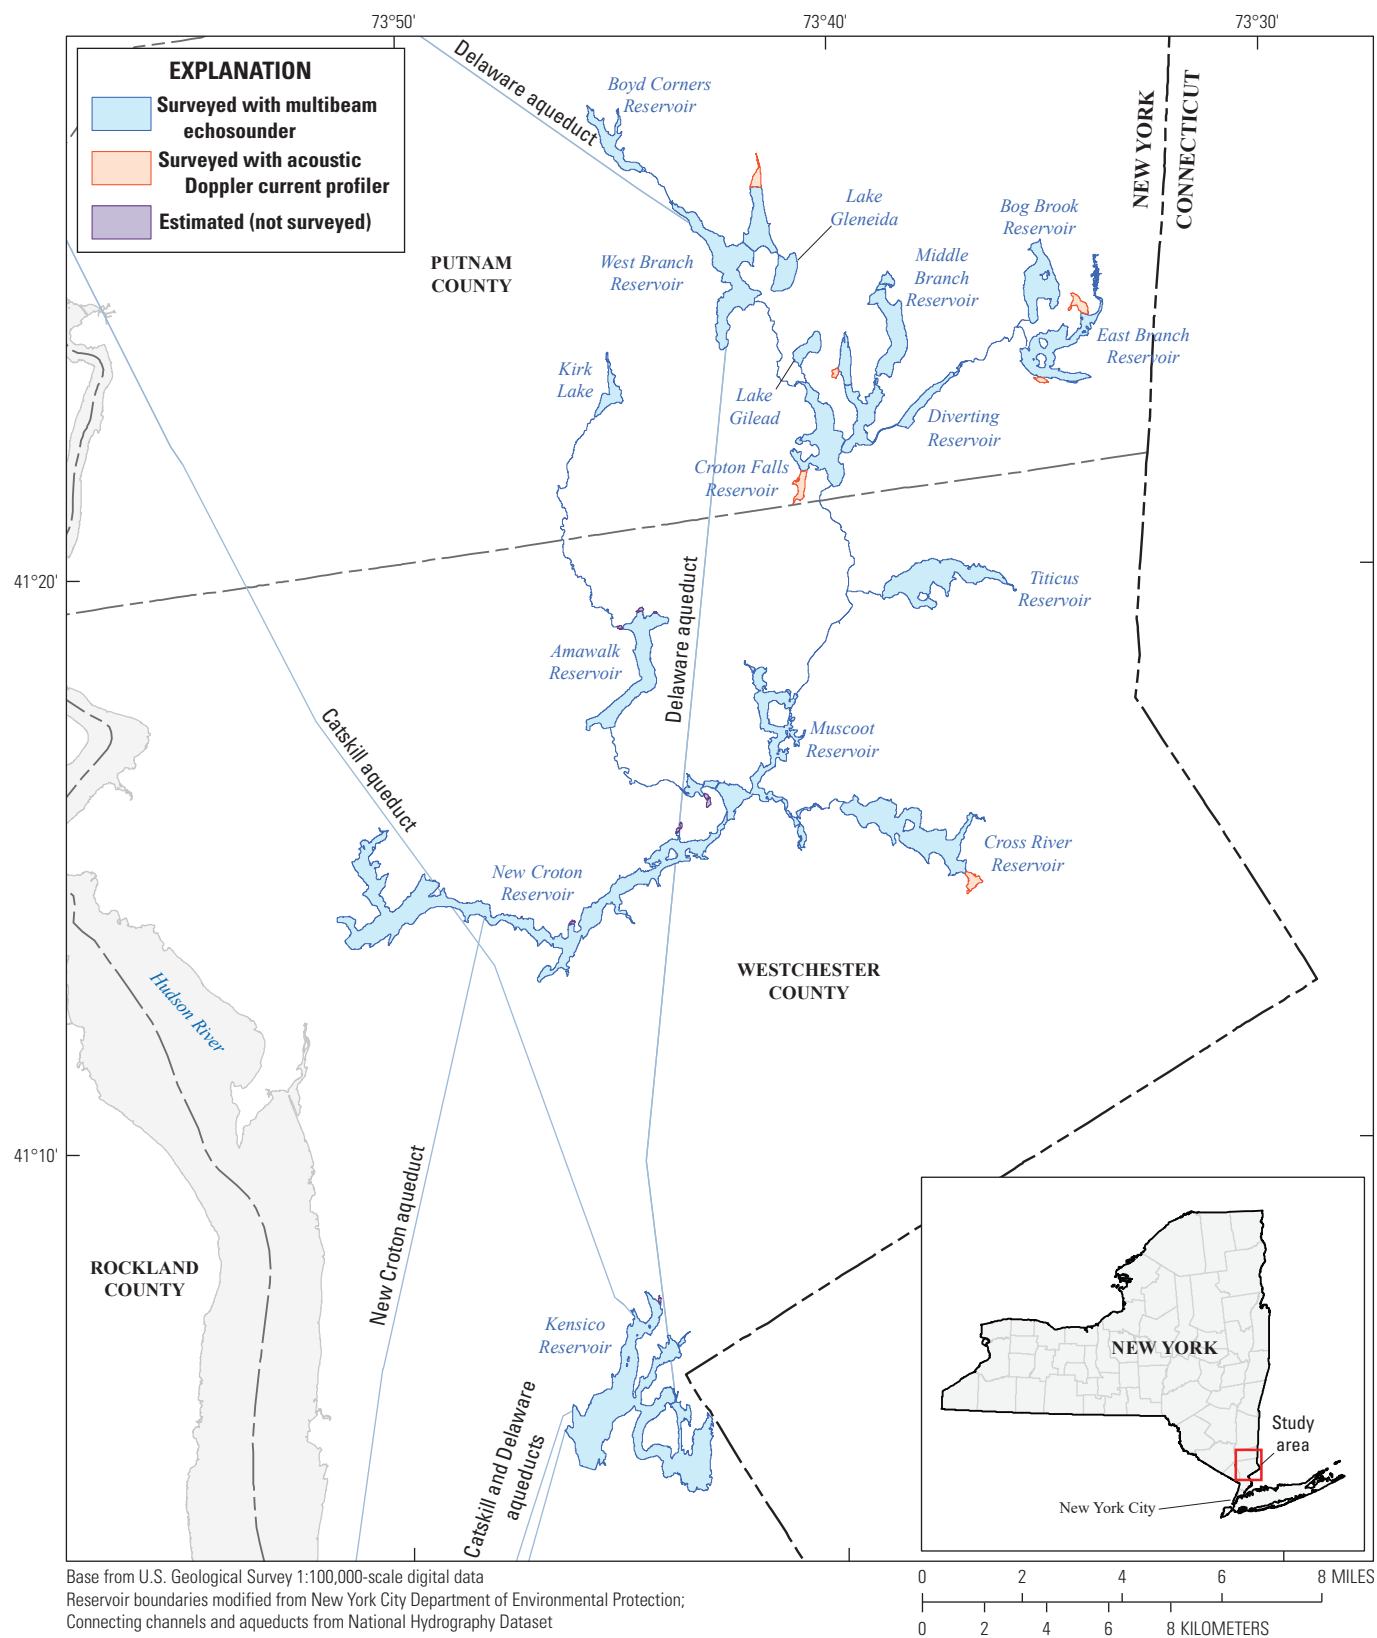 73°50'
73°40'
73°30'
EXPLANATION
Surveyed with multibeam
echosounder
Surveyed with acoustic
Doppler current profiler
Estimated (not surveyed)
Delaware aqueduct
Boyd Corners
Reservoir
NEW YORK
CONNECTICUT
Lake
Gleneida
Bog Brook
Reservoir
PUTNAM
COUNTY
West Branch
Reservoir
Middle
Branch
Reservoir
East Branch
Reservoir
Kirk
Lake
Lake
Gilead
Diverting
Reservoir
Croton Falls
Reservoir
41°20'
Titicus
Reservoir
Amawalk
Reservoir
Delaware aqueduct
Catskill aqueduct
Muscoot
Reservoir
Cross River
Reservoir
New Croton
Reservoir
WESTCHESTER
COUNTY
Hudson River
41°10'
New Croton aqueduct
ROCKLAND
COUNTY
Kensico
Reservoir
Catskill and Delaware
aqueducts
NEW YORK
Study
area
New York City
Base from U.S. Geological Survey 1:100,000-scale digital data
Reservoir boundaries modified from New York City Department of Environmental Protection;
Connecting channels and aqueducts from National Hydrography Dataset
0 2 4 6 8 MILES
0 2 4 6 8 KILOMETERS